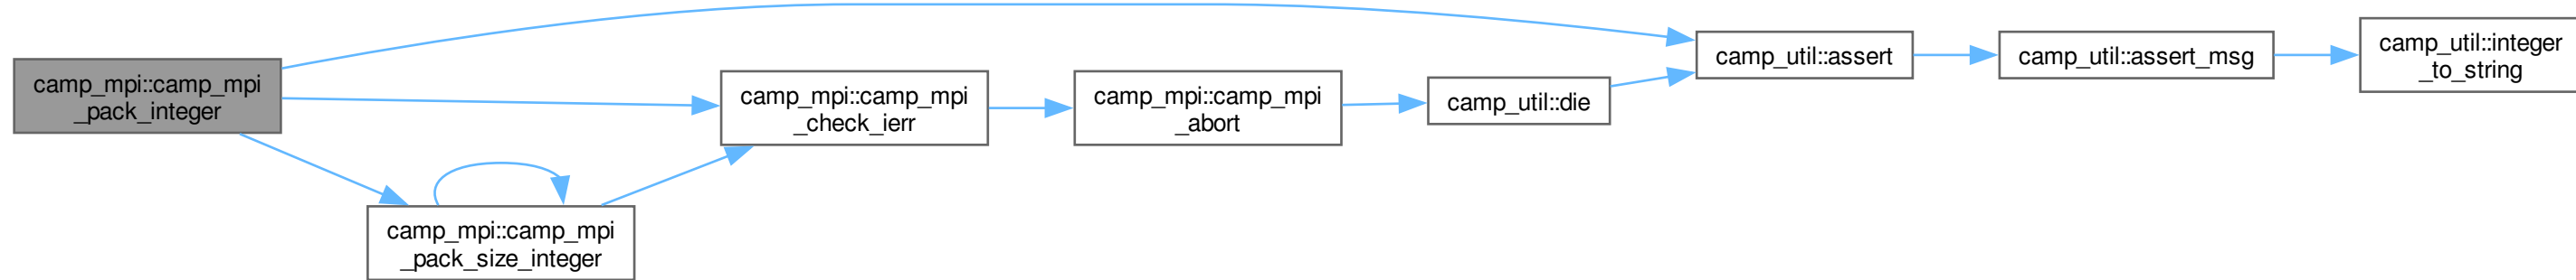 camp_mpi::camp_mpi
_pack_integer
camp_mpi::camp_mpi
_pack_size_integer
camp_mpi::camp_mpi
_check_ierr
camp_mpi::camp_mpi
_abort
camp_util::die
camp_util::assert
camp_util::assert_msg
camp_util::integer
_to_string